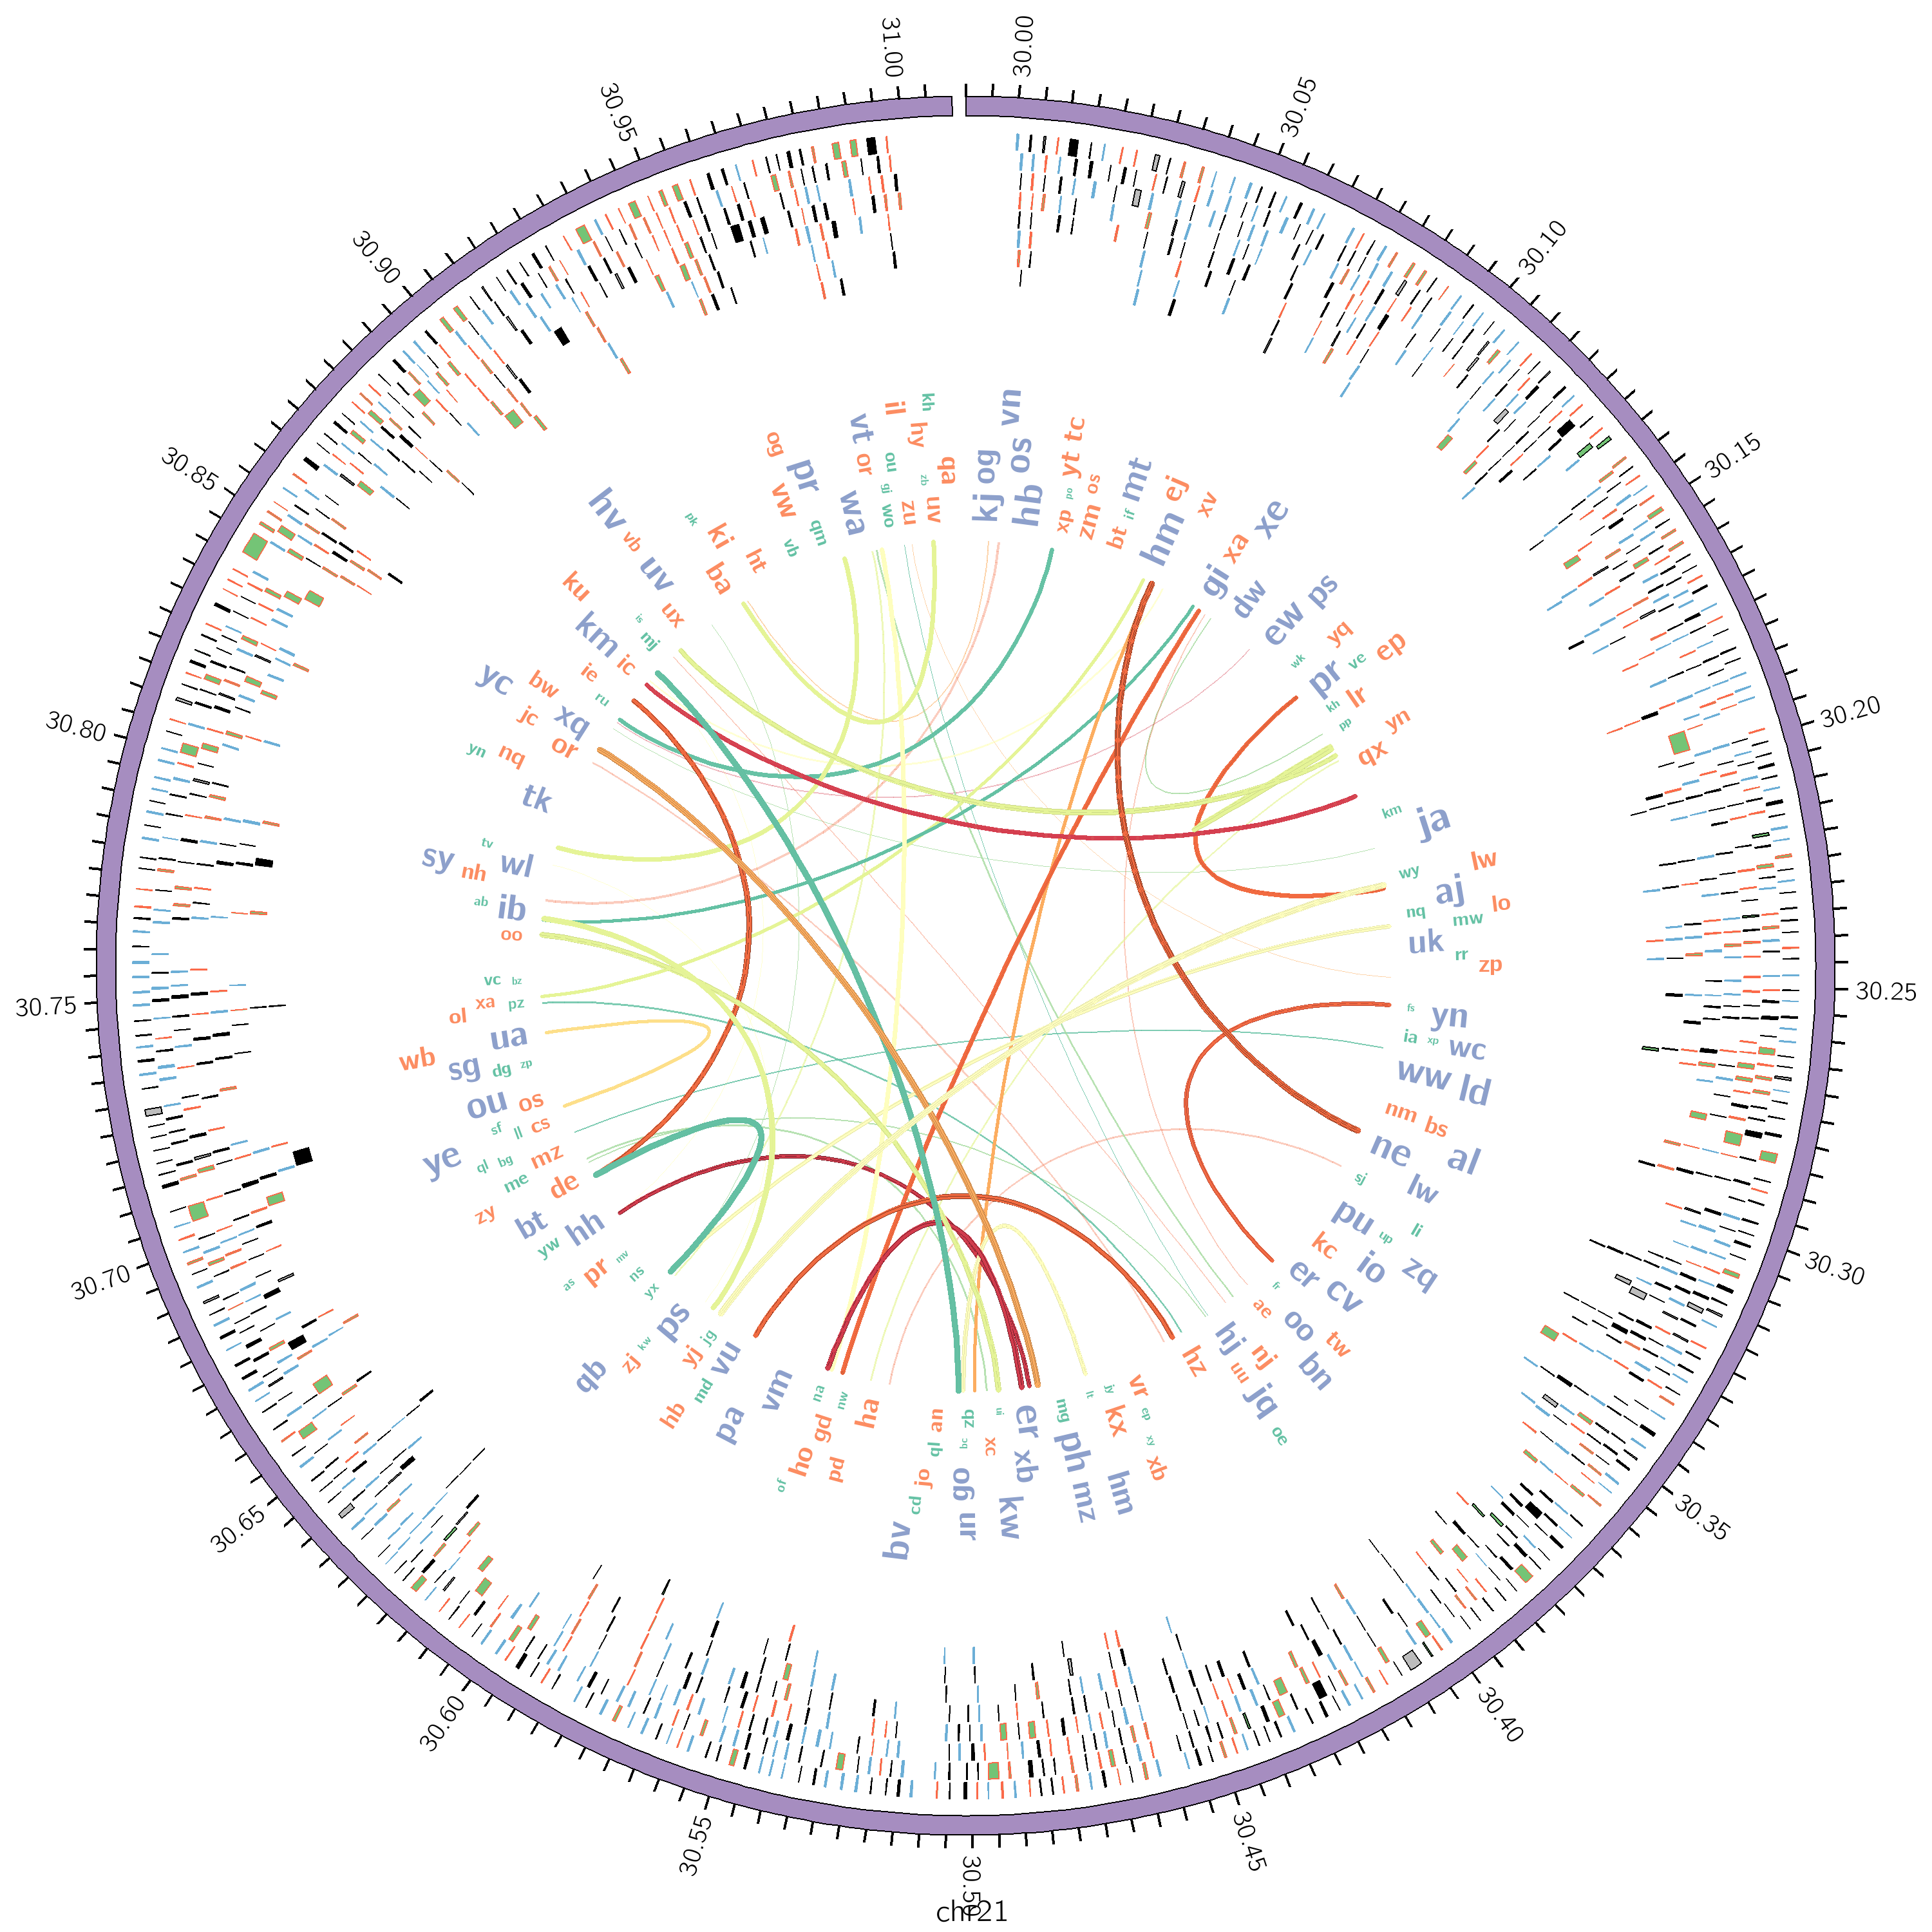 30.00
30.05
30.10
30.15
30.20
30.25
30.30
30.35
30.40
30.45
30.50
30.55
30.60
30.65
30.70
30.75
30.80
30.85
30.90
30.95
31.00
chr21
kj og
hb os vn
xp po yt tc
zm os
bt if mt
hm ej
xv
gi xa xe
dw
ew ps
wk yq
pr ve ep
kh lr
pp
qx yn
km ja
wy aj lw
nq mw lo
uk rr zp
fs yn
ia xp wc
ww ld
nm bs
ne al
sj lw
pu up li
kc io zq
er cv
fr
ae oo tw
hj nj bn
uu jq
hz oe
vr ep xy xb
jy
lt kx
hm
mg ph mz
er xb kw
ui xc
zb bc og ur
an ql jo cd bv
ha
nw pd
na gd ho of
vm
vu md hb
pa
jg yj
ps kw zj qb
yx
ns
mv pr as
hh yw
bt
de zy
mz bg ql
me
cs ll sf ye
os ou
zp dg sg
ua wb
pz xa ol
bz vc
oo
ib ab
wl nh sy
tv
tk
or nq yn
xq jc
bw yc
ru ie
ic km
mj is ku
ux
uv vb hv
ba ki pk
ht
vb qm
vw og
pr
wa or vt
wo gj ou
il
zu hy
uv zb kh
qa